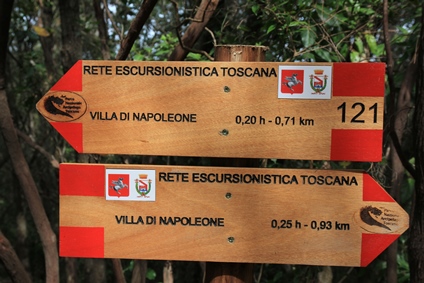 RETE ESCURSIONISTICA TOSCANA
VILLA DI NAPOLEONE 0,20 h - 0,71 km 121
RETE ESCURSIONISTICA TOSCANA
VILLA DI NAPOLEONE 0,25 h - 0,93 km